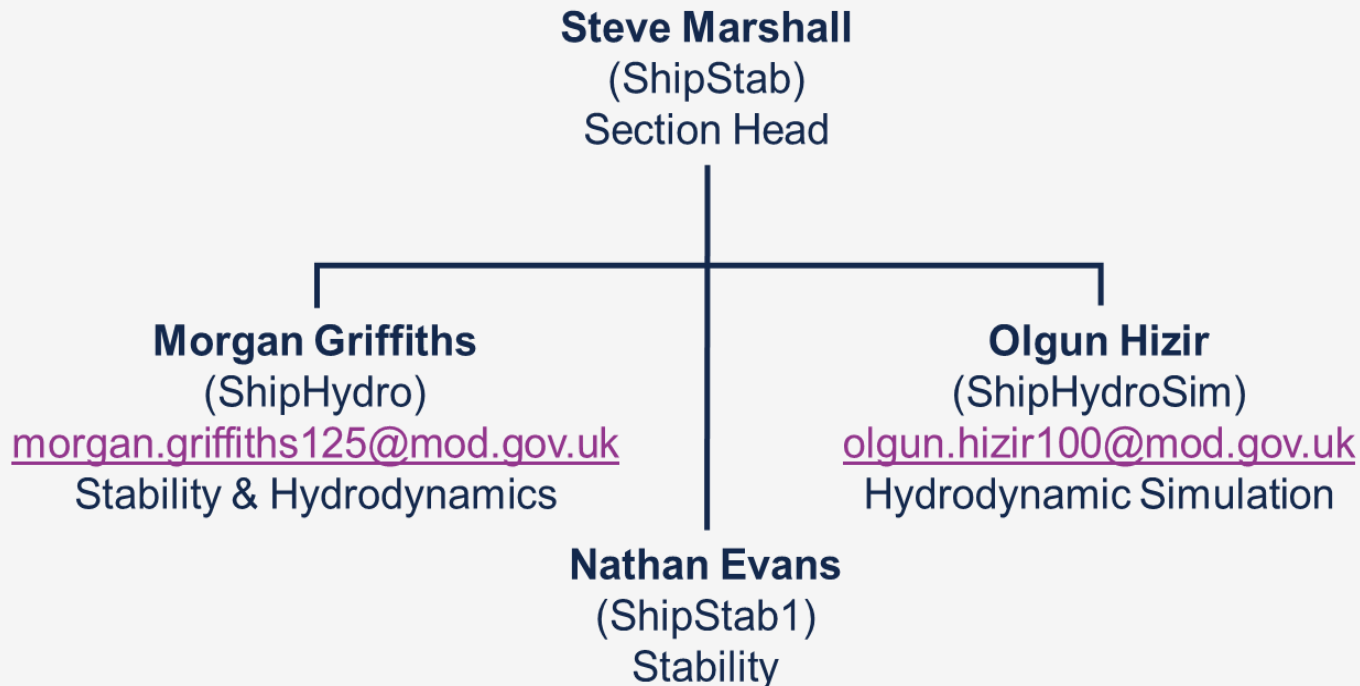 Steve Marshall
(ShipStab)
Section Head
Morgan Griffiths
(ShipHydro)
morgan.griffiths125@mod.gov.uk
Stability & Hydrodynamics
Olgun Hizir
(ShipHydroSim)
olgun.hizir100@mod.gov.uk
Hydrodynamic Simulation
Nathan Evans
(ShipStab1)
Stability